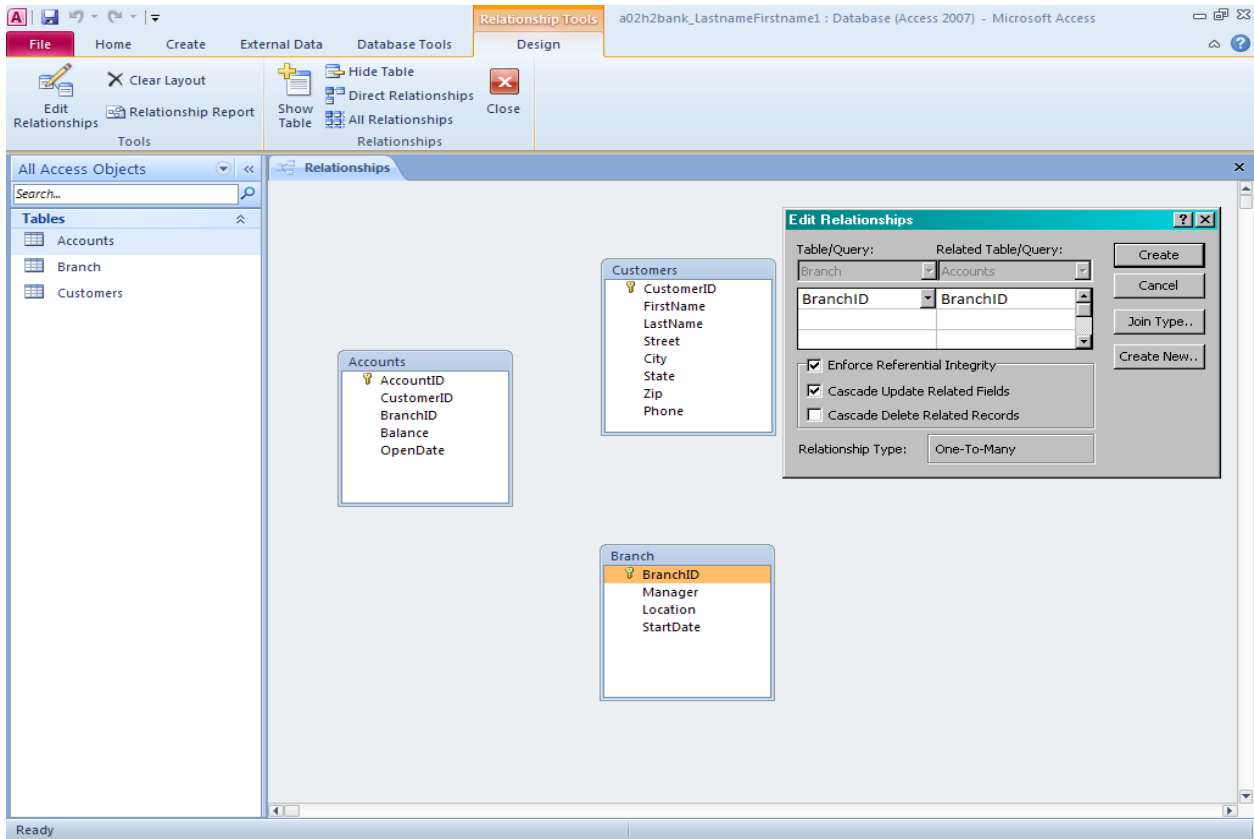 A
Relationship Tools
a02h2bank_LastnameFirstname1 : Database (Access 2007) - Microsoft Access
File Home Create External Data Database Tools Design
Edit Relationships
Clear Layout
Relationship Report
Tools
Show Table
Hide Table
Direct Relationships
All Relationships
Relationships
Close
All Access Objects
Search...
Tables
Accounts
Branch
Customers
Relationships
Accounts
AccountID
CustomerID
BranchID
Balance
OpenDate
Customers
CustomerID
FirstName
LastName
Street
City
State
Zip
Phone
Branch
BranchID
Manager
Location
StartDate
Edit Relationships
Table/Query: Related Table/Query:
Branch Accounts
BranchID BranchID
Enforce Referential Integrity
Cascade Update Related Fields
Cascade Delete Related Records
Relationship Type: One-To-Many
Create
Cancel
Join Type..
Create New..
Ready